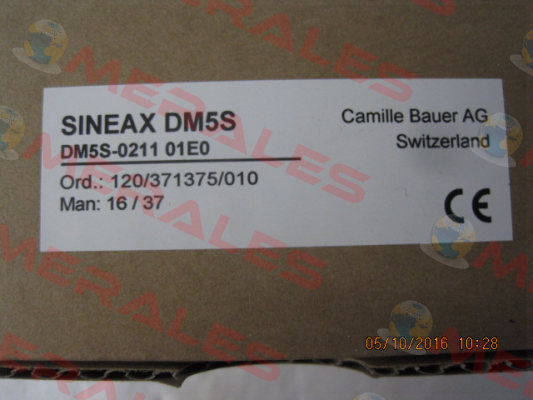 SINEAX DM5S
DM5S-0211 01E0
Ord.: 120/371375/010
Man: 16 / 37
Camille Bauer AG
Switzerland
CE
MERALES
MERALES
05/10/2016 10:28